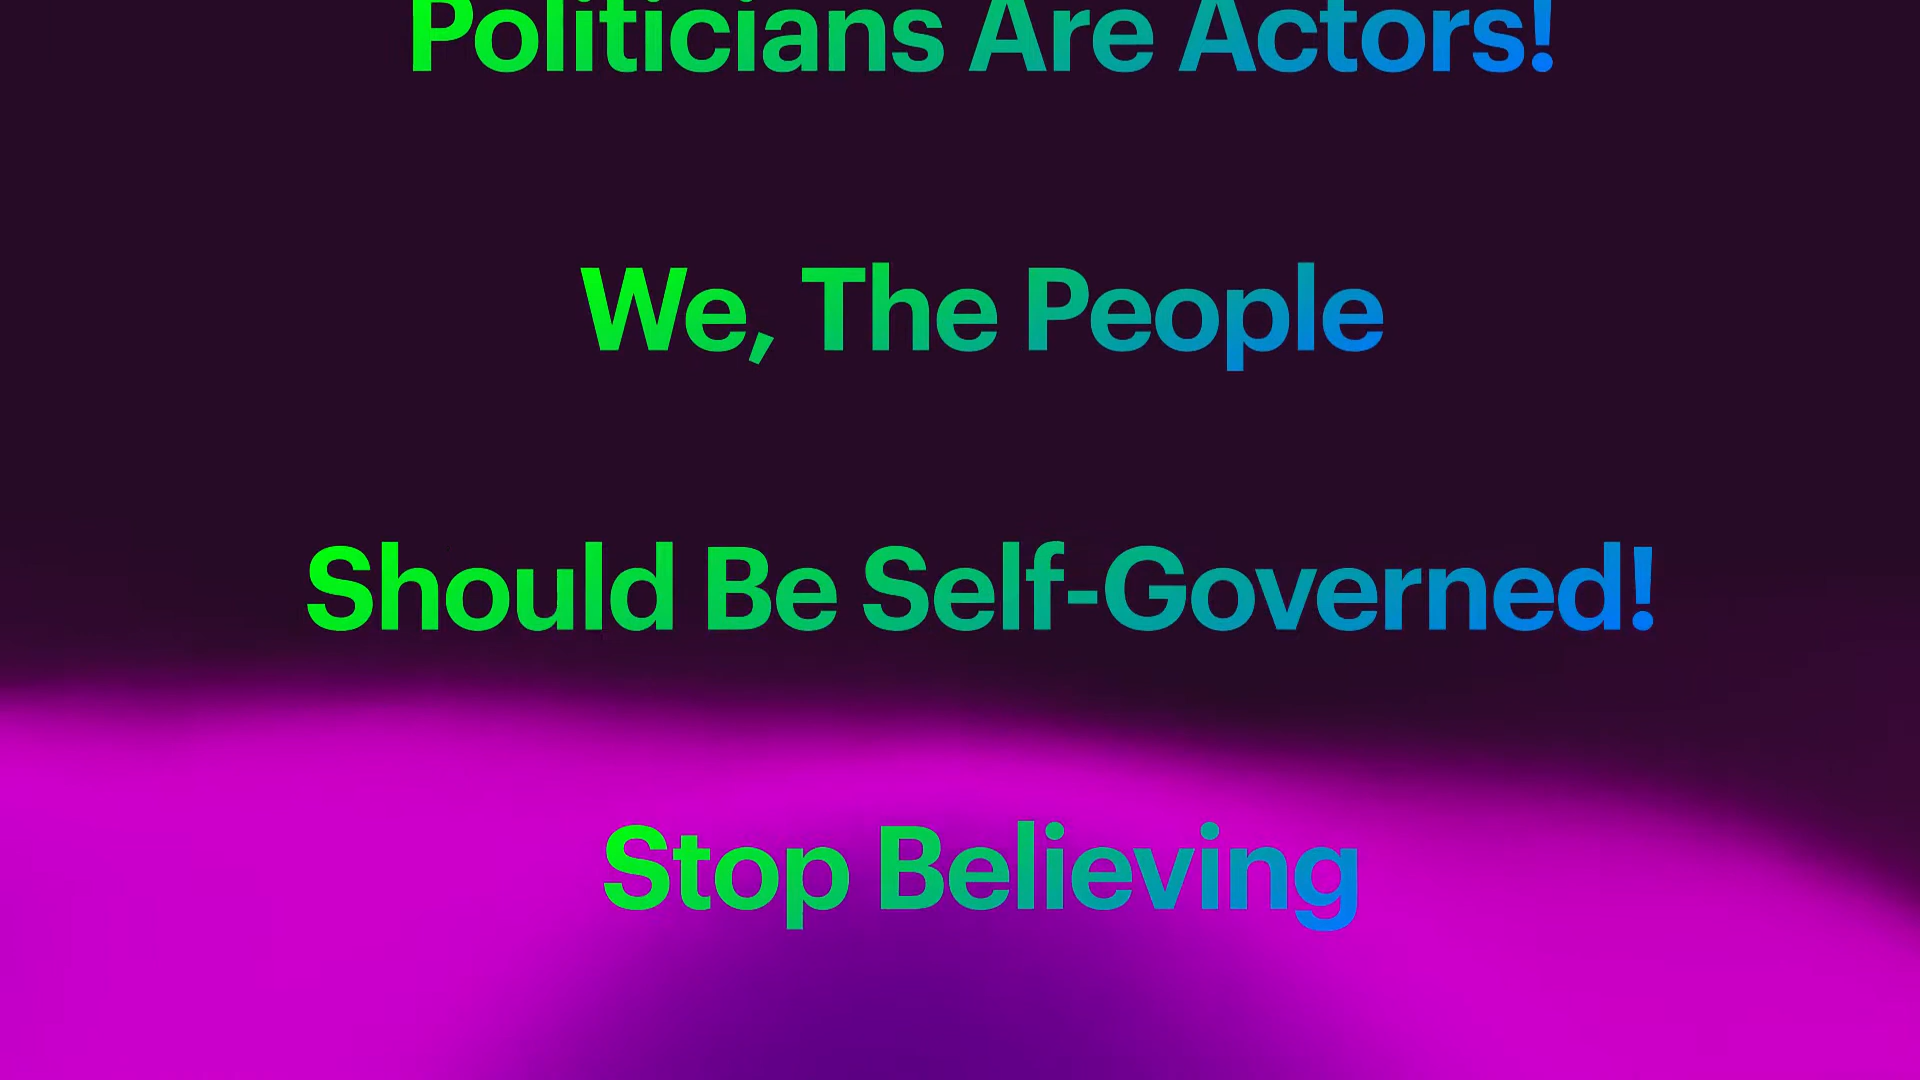 Politicians Are Actors!
We, The People
Should Be Self-Governed!
Stop Believing